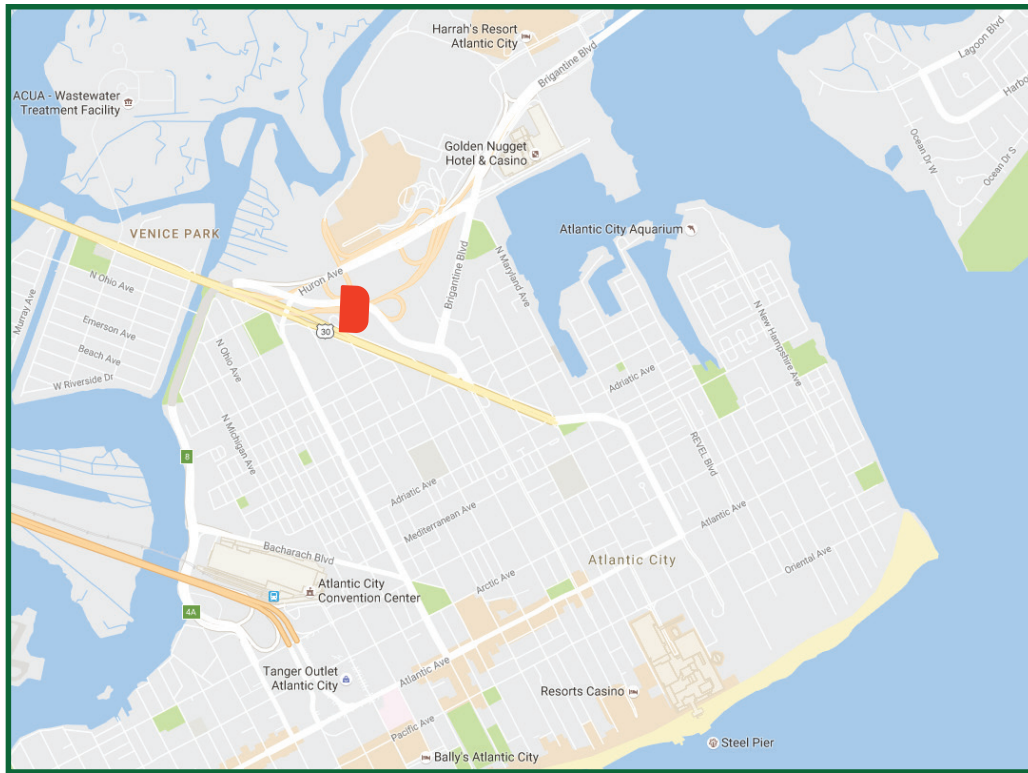 Harrah's Resort
Atlantic City
Brigantine Blvd
Lagoon Blvd
Harbo
ACUA - Wastewater
Treatment Facility
Golden Nugget
Hotel & Casino
Ocean Dr W
Ocean Dr S
VENICE PARK
Atlantic City Aquarium
N Maryland Ave
Huron Ave
Brigantine Blvd
N Ohio Ave
Murray Ave
Emerson Ave
Beach Ave
W Riverside Dr
30
N New Hampshire Ave
N Ohio Ave
Adriatic Ave
N Michigan Ave
REVEL Blvd
8
Adriatic Ave
Mediterranean Ave
Atlantic Ave
Bacharach Blvd
Atlantic City
Oriental Ave
Arctic Ave
Atlantic City
Convention Center
4A
Tanger Outlet
Atlantic City
Atlantic Ave
Resorts Casino
Pacific Ave
Steel Pier
Bally's Atlantic City